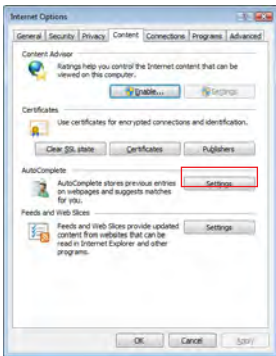 Internet Options
General Security Privacy Content Connections Programs Advanced
Content Advisor
Ratings help you control the Internet content that can be
viewed on this computer.
Enable... Settings
Certificates
Use certificates for encrypted connections and identification.
Clear SSL state Certificates Publishers
AutoComplete
AutoComplete stores previous entries
on webpages and suggests matches
for you.
Settings
Feeds and Web Slices
Feeds and Web Slices provide updated
content from websites that can be
read in Internet Explorer and other
programs.
Settings
OK Cancel Apply